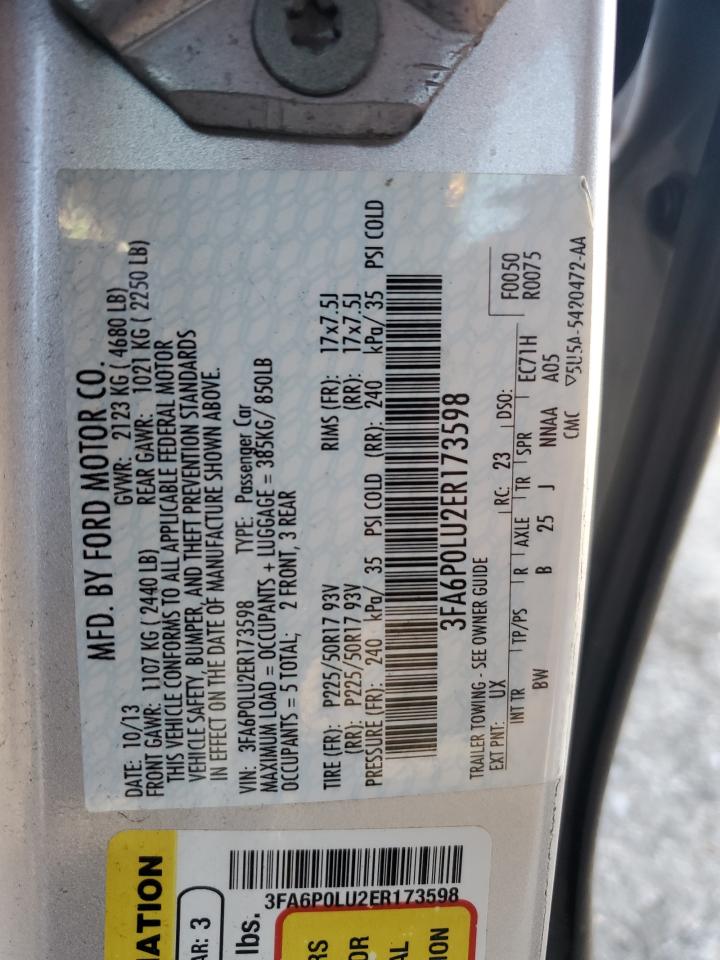 MFD. BY FORD MOTOR CO.
DATE: 10/13 GVWR: 2123 KG ( 4680 LB)
FRONT GAWR: 1107 KG ( 2440 LB) REAR GAWR: 1021 KG ( 2250 LB)
THIS VEHICLE CONFORMS TO ALL APPLICABLE FEDERAL MOTOR
VEHICLE SAFETY, BUMPER, AND THEFT PREVENTION STANDARDS
IN EFFECT ON THE DATE OF MANUFACTURE SHOWN ABOVE.
VIN: 3FA6P0LU2ER173598 TYPE: Passenger Car
MAXIMUM LOAD = OCCUPANTS + LUGGAGE = 385KG/ 850LB
OCCUPANTS = 5 TOTAL; 2 FRONT, 3 REAR
TIRE (FR): P225/50R17 93V RIMS (FR): 17x7.5J
(RR): P225/50R17 93V (RR): 17x7.5J
PRESSURE (FR): 240 kPa/ 35 PSI COLD (RR): 240 kPa/ 35 PSI COLD
3FA6P0LU2ER173598
TRAILER TOWING - SEE OWNER GUIDE
EXT PNT: UX RC: 23 DSO: F0050
R0075
INT TR TP/PS R AXLE TR SPR EC71H
BW B 25 J NNAA A05
CMC ▽5U5A-5420472-AA
MATION
AR: 3
lbs.
3FA6P0LU2ER173598
RS
OR
AL
ION